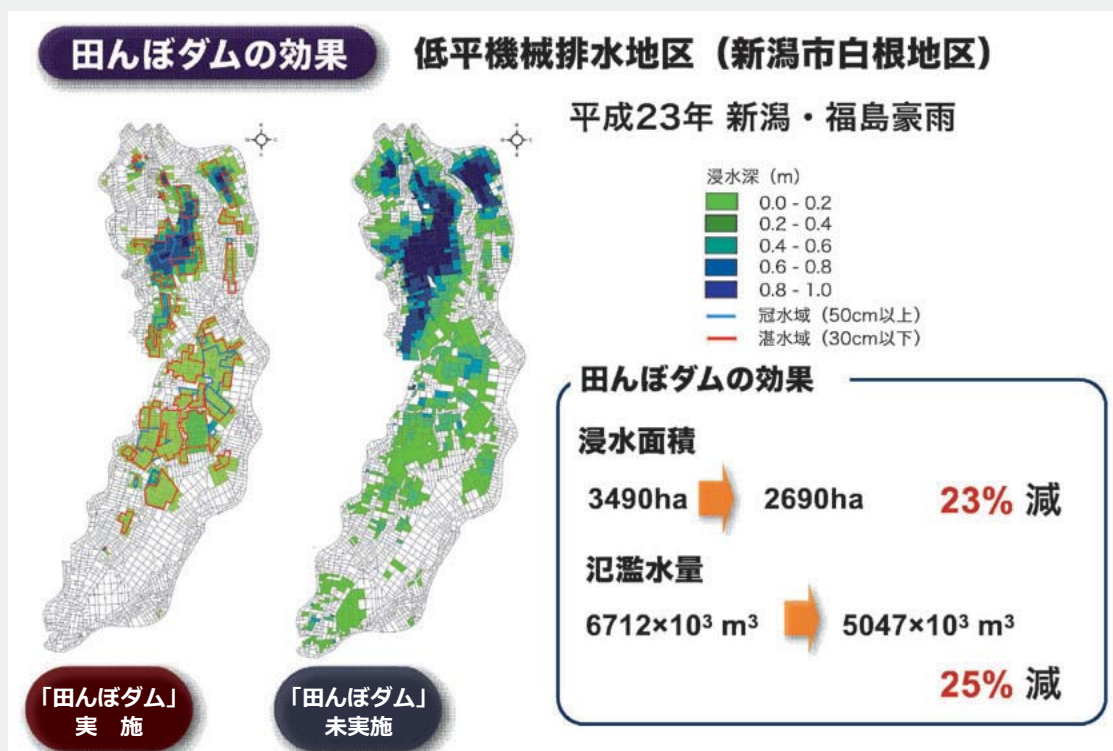 田んぼダムの効果
低平機械排水地区（新潟市白根地区）
平成23年 新潟・福島豪雨
浸水深（m）
0.0 - 0.2
0.2 - 0.4
0.4 - 0.6
0.6 - 0.8
0.8 - 1.0
冠水域（50cm以上）
湛水域（30cm以下）
田んぼダムの効果
浸水面積
3490ha 2690ha 23% 減
氾濫水量
6712×10³ m³ 5047×10³ m³
25% 減
「田んぼダム」
実　施
「田んぼダム」
未実施